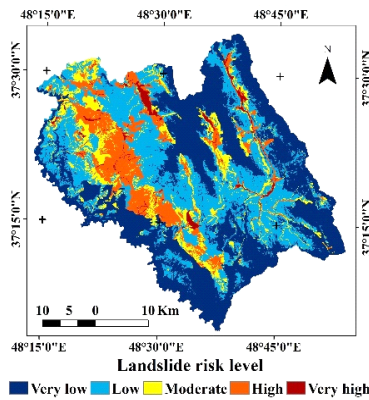 48°15'0"E 48°30'0"E 48°45'0"E
37°30'0"N 37°30'0"N
N
37°15'0"N 37°15'0"N
10 5 0 10 Km
48°15'0"E 48°30'0"E 48°45'0"E
Landslide risk level
Very low Low Moderate High Very high